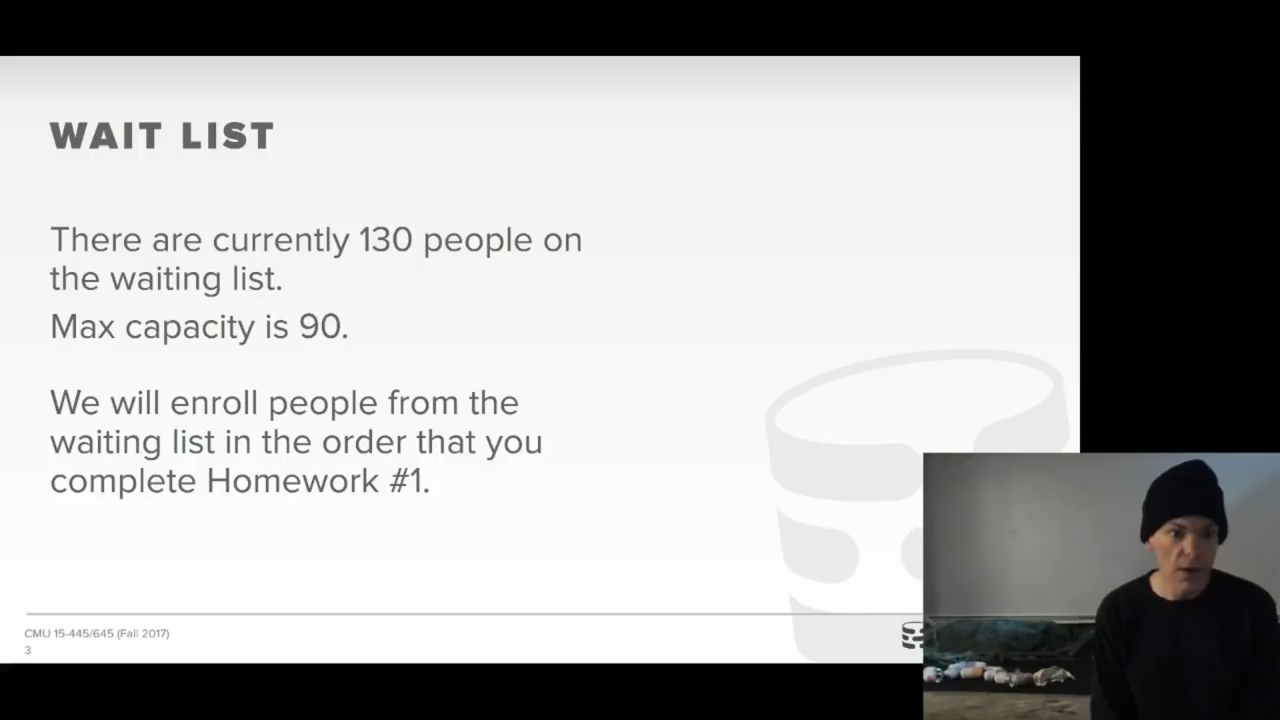 WAIT LIST
There are currently 130 people on
the waiting list.
Max capacity is 90.
We will enroll people from the
waiting list in the order that you
complete Homework #1.
CMU 15-445/645 (Fall 2017)
3